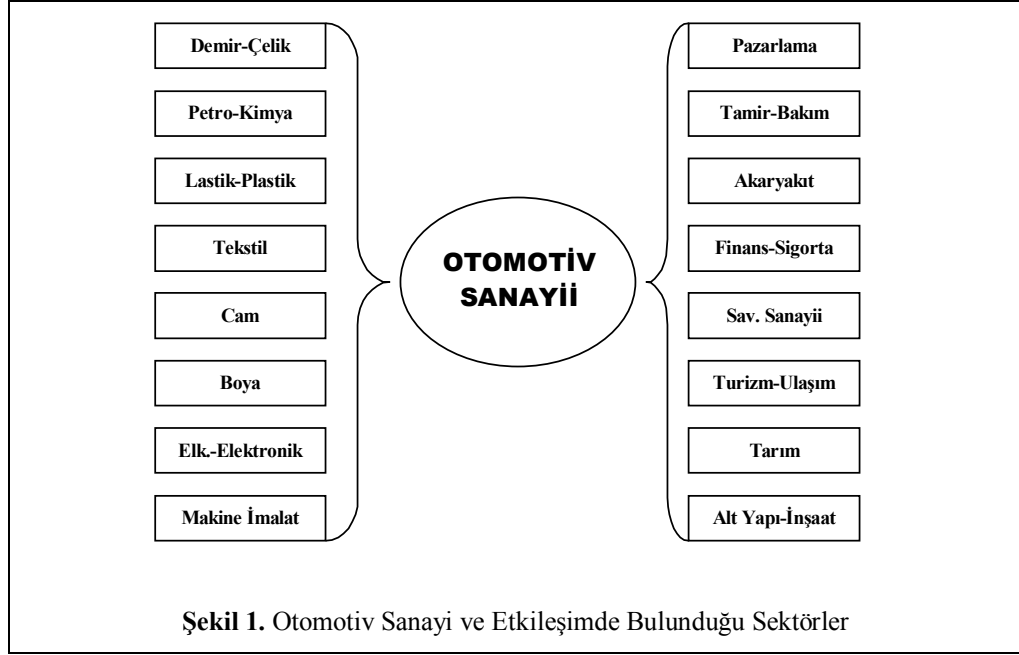 Demir-Çelik
Petro-Kimya
Lastik-Plastik
Tekstil
Cam
Boya
Elk.-Elektronik
Makine İmalat
OTOMOTİV
SANAYİİ
Pazarlama
Tamir-Bakım
Akaryakıt
Finans-Sigorta
Sav. Sanayii
Turizm-Ulaşım
Tarım
Alt Yapı-İnşaat
Şekil 1. Otomotiv Sanayi ve Etkileşimde Bulunduğu Sektörler